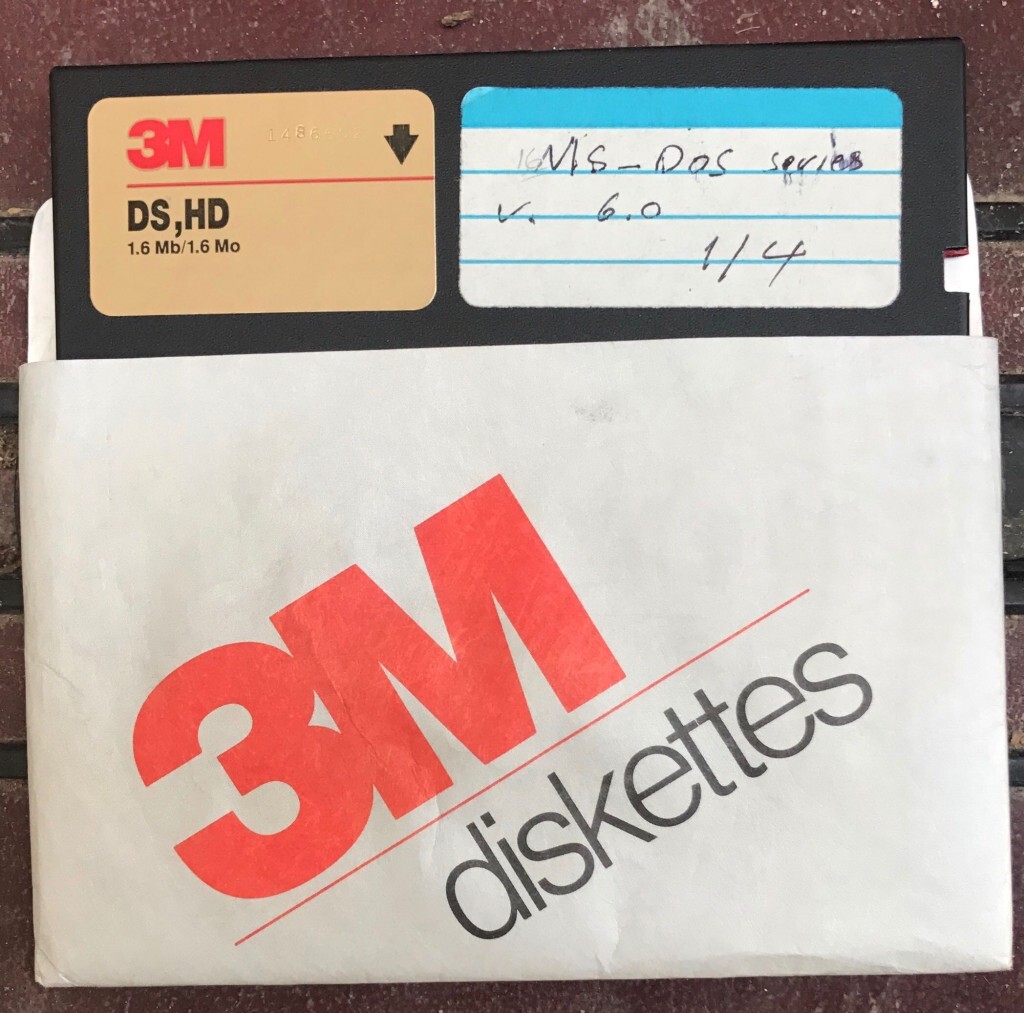 3M
DS,HD
1.6 Mb/1.6 Mo
MS-DOS series
v. 6.0
1/4
3M
diskettes